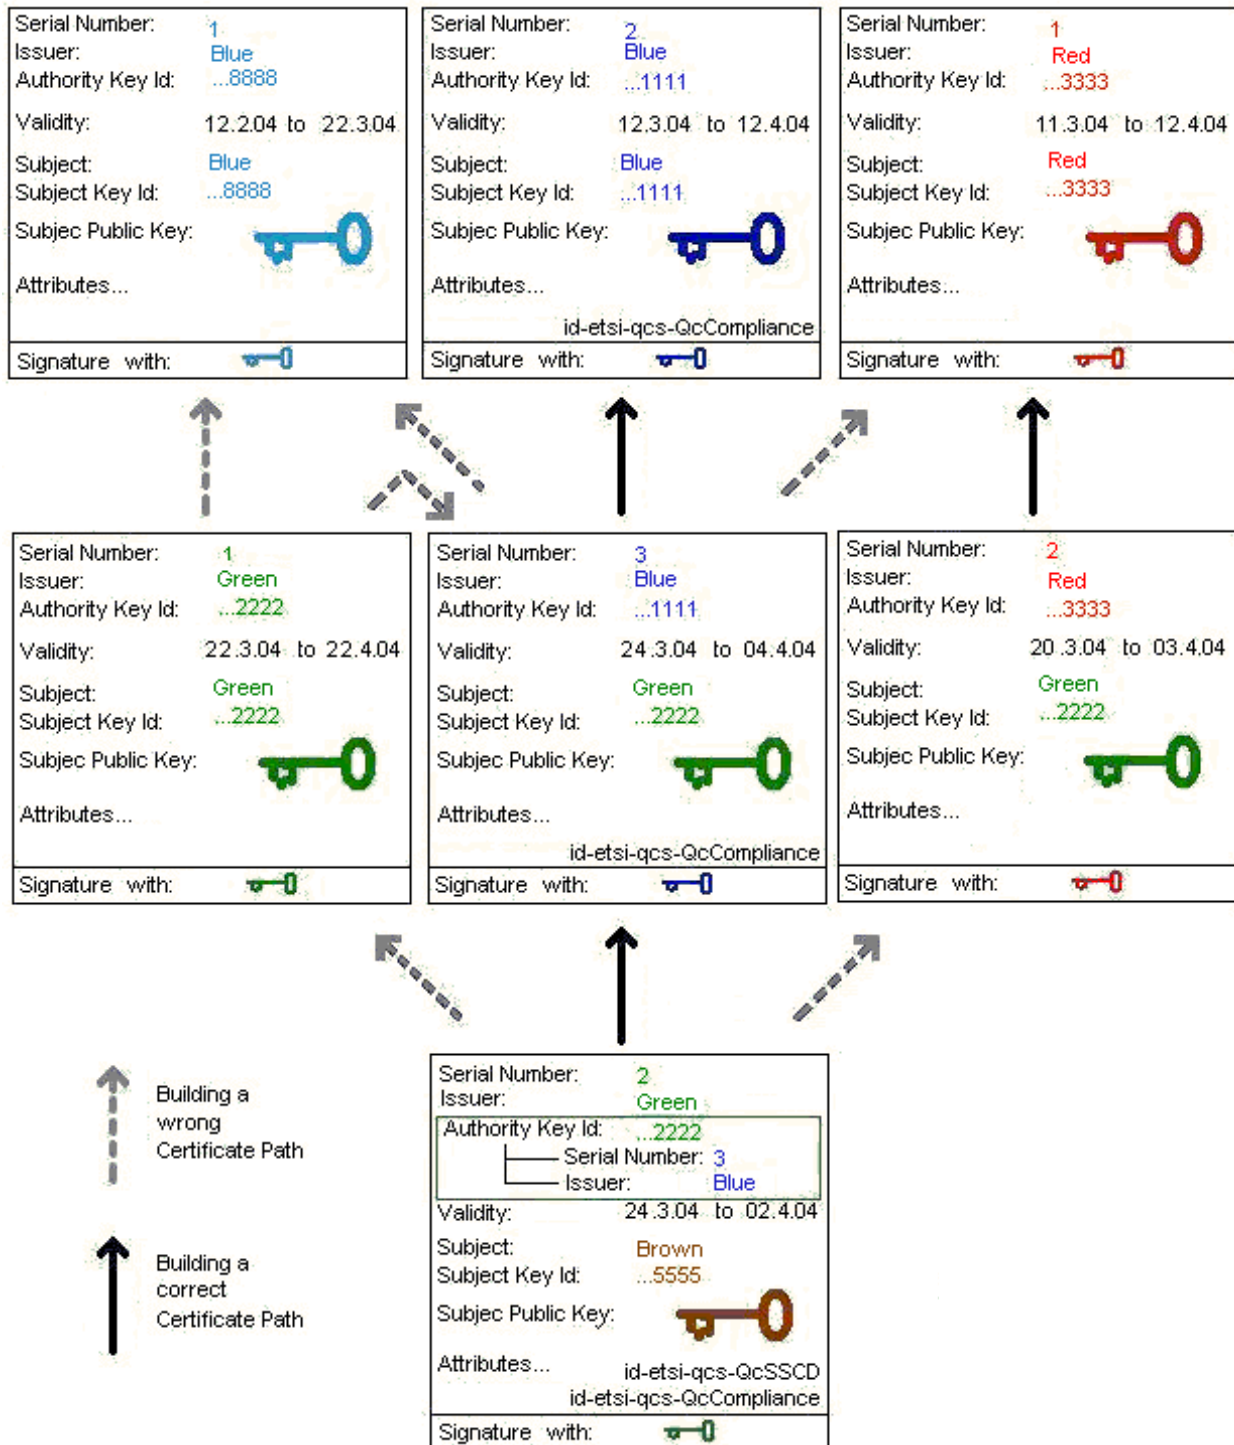 Serial Number: 1
Issuer: Blue
Authority Key Id: ...8888
Validity: 12.2.04 to 22.3.04
Subject: Blue
Subject Key Id: ...8888
Subjec Public Key:
Attributes...
Signature with:
Serial Number: 2
Issuer: Blue
Authority Key Id: ...1111
Validity: 12.3.04 to 12.4.04
Subject: Blue
Subject Key Id: ...1111
Subjec Public Key:
Attributes...
id-etsi-qcs-QcCompliance
Signature with:
Serial Number: 1
Issuer: Red
Authority Key Id: ...3333
Validity: 11.3.04 to 12.4.04
Subject: Red
Subject Key Id: ...3333
Subjec Public Key:
Attributes...
Signature with:
Serial Number: 1
Issuer: Green
Authority Key Id: ...2222
Validity: 22.3.04 to 22.4.04
Subject: Green
Subject Key Id: ...2222
Subjec Public Key:
Attributes...
Signature with:
Serial Number: 3
Issuer: Blue
Authority Key Id: ...1111
Validity: 24.3.04 to 04.4.04
Subject: Green
Subject Key Id: ...2222
Subjec Public Key:
Attributes...
id-etsi-qcs-QcCompliance
Signature with:
Serial Number: 2
Issuer: Red
Authority Key Id: ...3333
Validity: 20.3.04 to 03.4.04
Subject: Green
Subject Key Id: ...2222
Subjec Public Key:
Attributes...
Signature with:
Building a
wrong
Certificate Path
Building a
correct
Certificate Path
Serial Number: 2
Issuer: Green
Authority Key Id: ...2222
Serial Number: 3
Issuer: Blue
Validity: 24.3.04 to 02.4.04
Subject: Brown
Subject Key Id: ...5555
Subjec Public Key:
Attributes... id-etsi-qcs-QcSSCD
id-etsi-qcs-QcCompliance
Signature with: